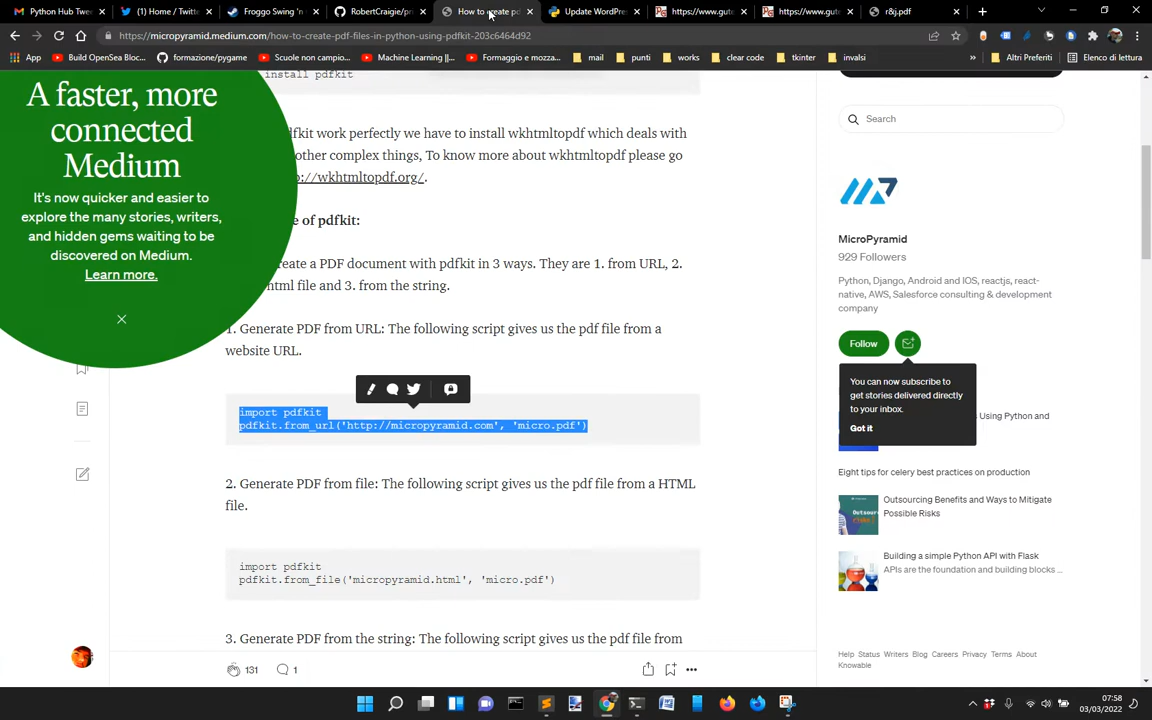 Python Hub Twee
(1) Home / Twitte
Froggo Swing 'n
RobertCraigie/pri
How to create pd
Update WordPres
https://www.gute
https://www.gute
r&j.pdf
https://micropyramid.medium.com/how-to-create-pdf-files-in-python-using-pdfkit-203c6464d92
App
Build OpenSea Bloc...
formazione/pygame
Scuole nel campion...
Machine Learning ||...
Formaggio e mozza...
mail
punti
works
clear code
tkinter
invalsi
»
Altri Preferiti
Elenco di lettura
install pdfkit
A faster, more
connected
Medium
It's now quicker and easier to
explore the many stories, writers,
and hidden gems waiting to be
discovered on Medium.
Learn more.
dfkit work perfectly we have to install wkhtmltopdf which deals with
other complex things, To know more about wkhtmltopdf please go
p://wkhtmltopdf.org/.
e of pdfkit:
reate a PDF document with pdfkit in 3 ways. They are 1. from URL, 2.
html file and 3. from the string.
1. Generate PDF from URL: The following script gives us the pdf file from a
website URL.
import pdfkit
pdfkit.from_url('http://micropyramid.com', 'micro.pdf')
2. Generate PDF from file: The following script gives us the pdf file from a HTML
file.
import pdfkit
pdfkit.from_file('micropyramid.html', 'micro.pdf')
3. Generate PDF from the string: The following script gives us the pdf file from
131
1
Search
MicroPyramid
929 Followers
Python, Django, Android and IOS, reactjs, react-
native, AWS, Salesforce consulting & development
company
Follow
You can now subscribe to
get stories delivered directly
to your inbox.
Got it
Using Python and
Eight tips for celery best practices on production
Outsourcing Benefits and Ways to Mitigate
Possible Risks
Building a simple Python API with Flask
APIs are the foundation and building blocks ...
Help Status Writers Blog Careers Privacy Terms About
Knowable
07:58
03/03/2022